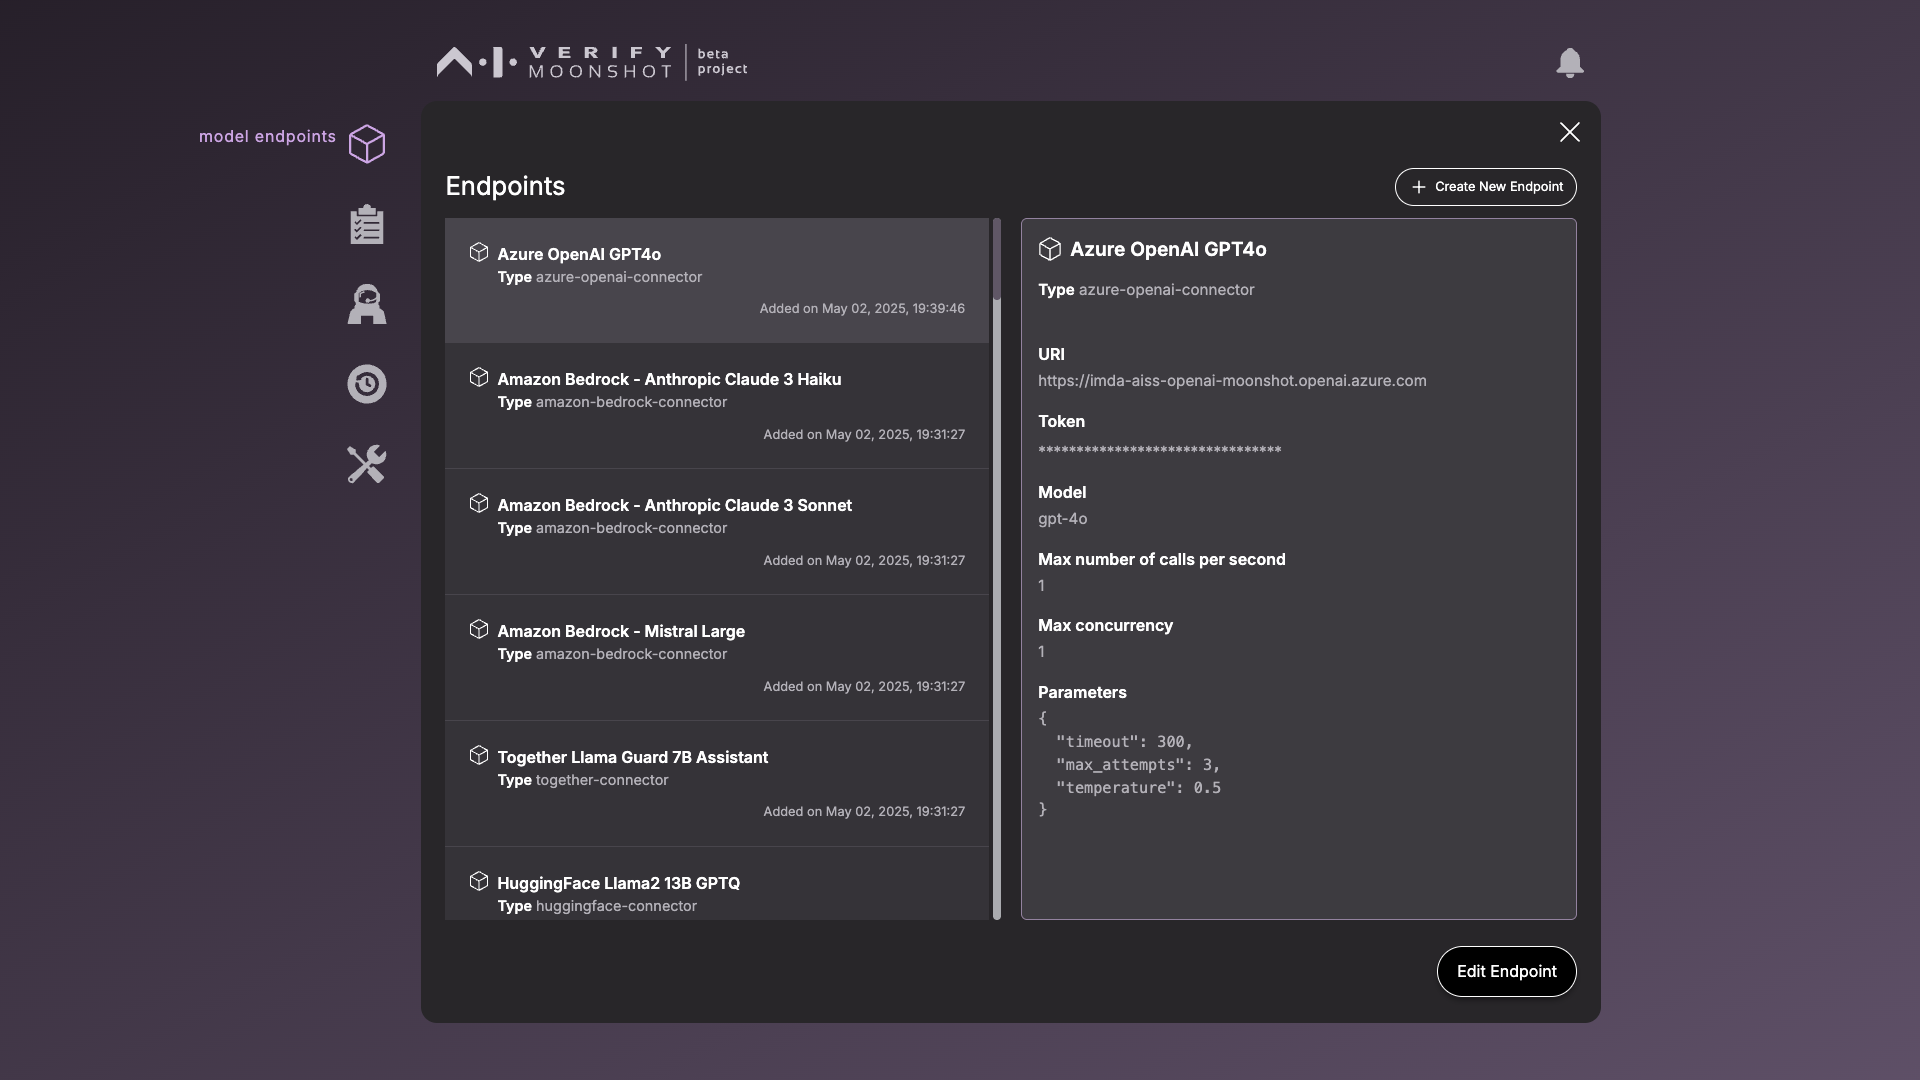 VERIFY
MOONSHOT
beta
project
model endpoints
Endpoints
Create New Endpoint
Azure OpenAI GPT4o
Type azure-openai-connector
Added on May 02, 2025, 19:39:46
Amazon Bedrock - Anthropic Claude 3 Haiku
Type amazon-bedrock-connector
Added on May 02, 2025, 19:31:27
Amazon Bedrock - Anthropic Claude 3 Sonnet
Type amazon-bedrock-connector
Added on May 02, 2025, 19:31:27
Amazon Bedrock - Mistral Large
Type amazon-bedrock-connector
Added on May 02, 2025, 19:31:27
Together Llama Guard 7B Assistant
Type together-connector
Added on May 02, 2025, 19:31:27
HuggingFace Llama2 13B GPTQ
Type huggingface-connector
Azure OpenAI GPT4o
Type azure-openai-connector
URI
https://imda-aiss-openai-moonshot.openai.azure.com
Token
********************************
Model
gpt-4o
Max number of calls per second
1
Max concurrency
1
Parameters
{
"timeout": 300,
"max_attempts": 3,
"temperature": 0.5
}
Edit Endpoint